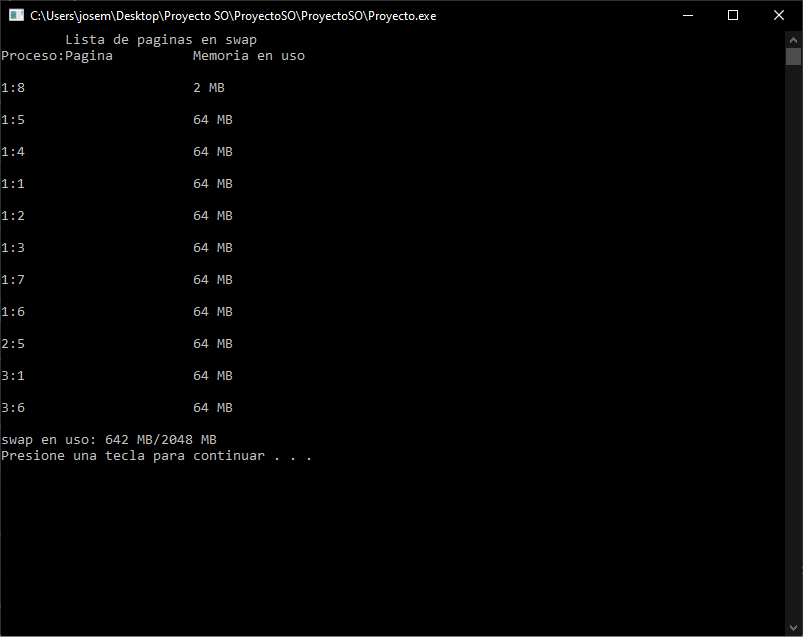 C:\Users\josem\Desktop\Proyecto SO\ProyectoSO\ProyectoSO\Proyecto.exe
Lista de paginas en swap
Proceso:Pagina Memoria en uso
1:8 2 MB
1:5 64 MB
1:4 64 MB
1:1 64 MB
1:2 64 MB
1:3 64 MB
1:7 64 MB
1:6 64 MB
2:5 64 MB
3:1 64 MB
3:6 64 MB
swap en uso: 642 MB/2048 MB
Presione una tecla para continuar . . .